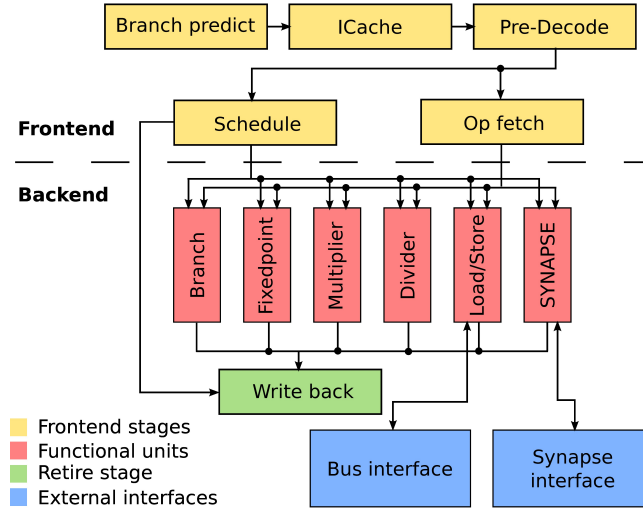 Branch predict
ICache
Pre-Decode
Schedule
Op fetch
Frontend
Backend
Branch
Fixedpoint
Multiplier
Divider
Load/Store
SYNAPSE
Write back
Frontend stages
Functional units
Retire stage
External interfaces
Bus interface
Synapse
interface